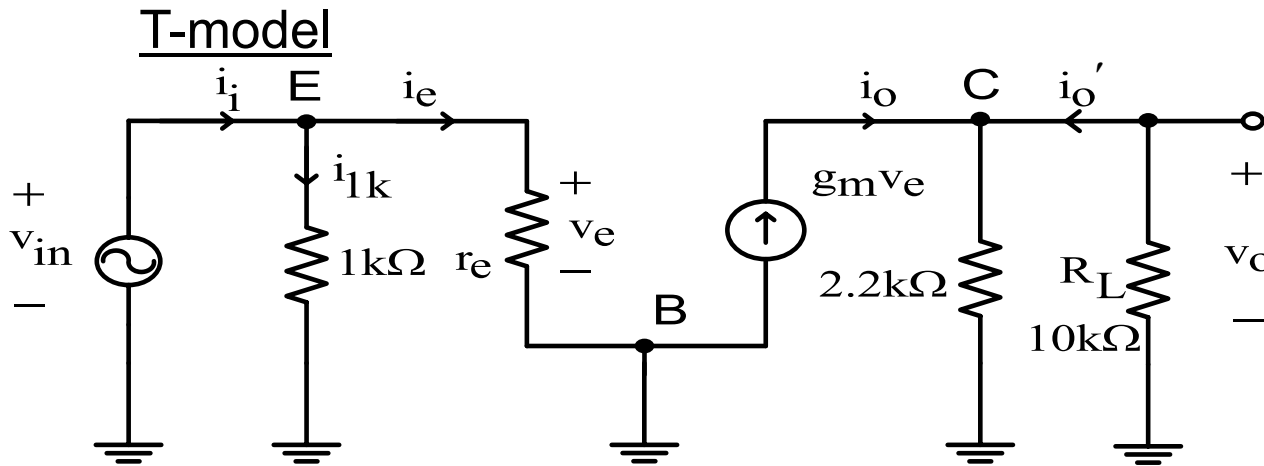 T-model
i_i
E
i_e
i_o
C
i_o′
i_1k
+
v_in
−
1kΩ
r_e
+
v_e
−
g_mv_e
B
2.2kΩ
R_L
10kΩ
+
v_o
−